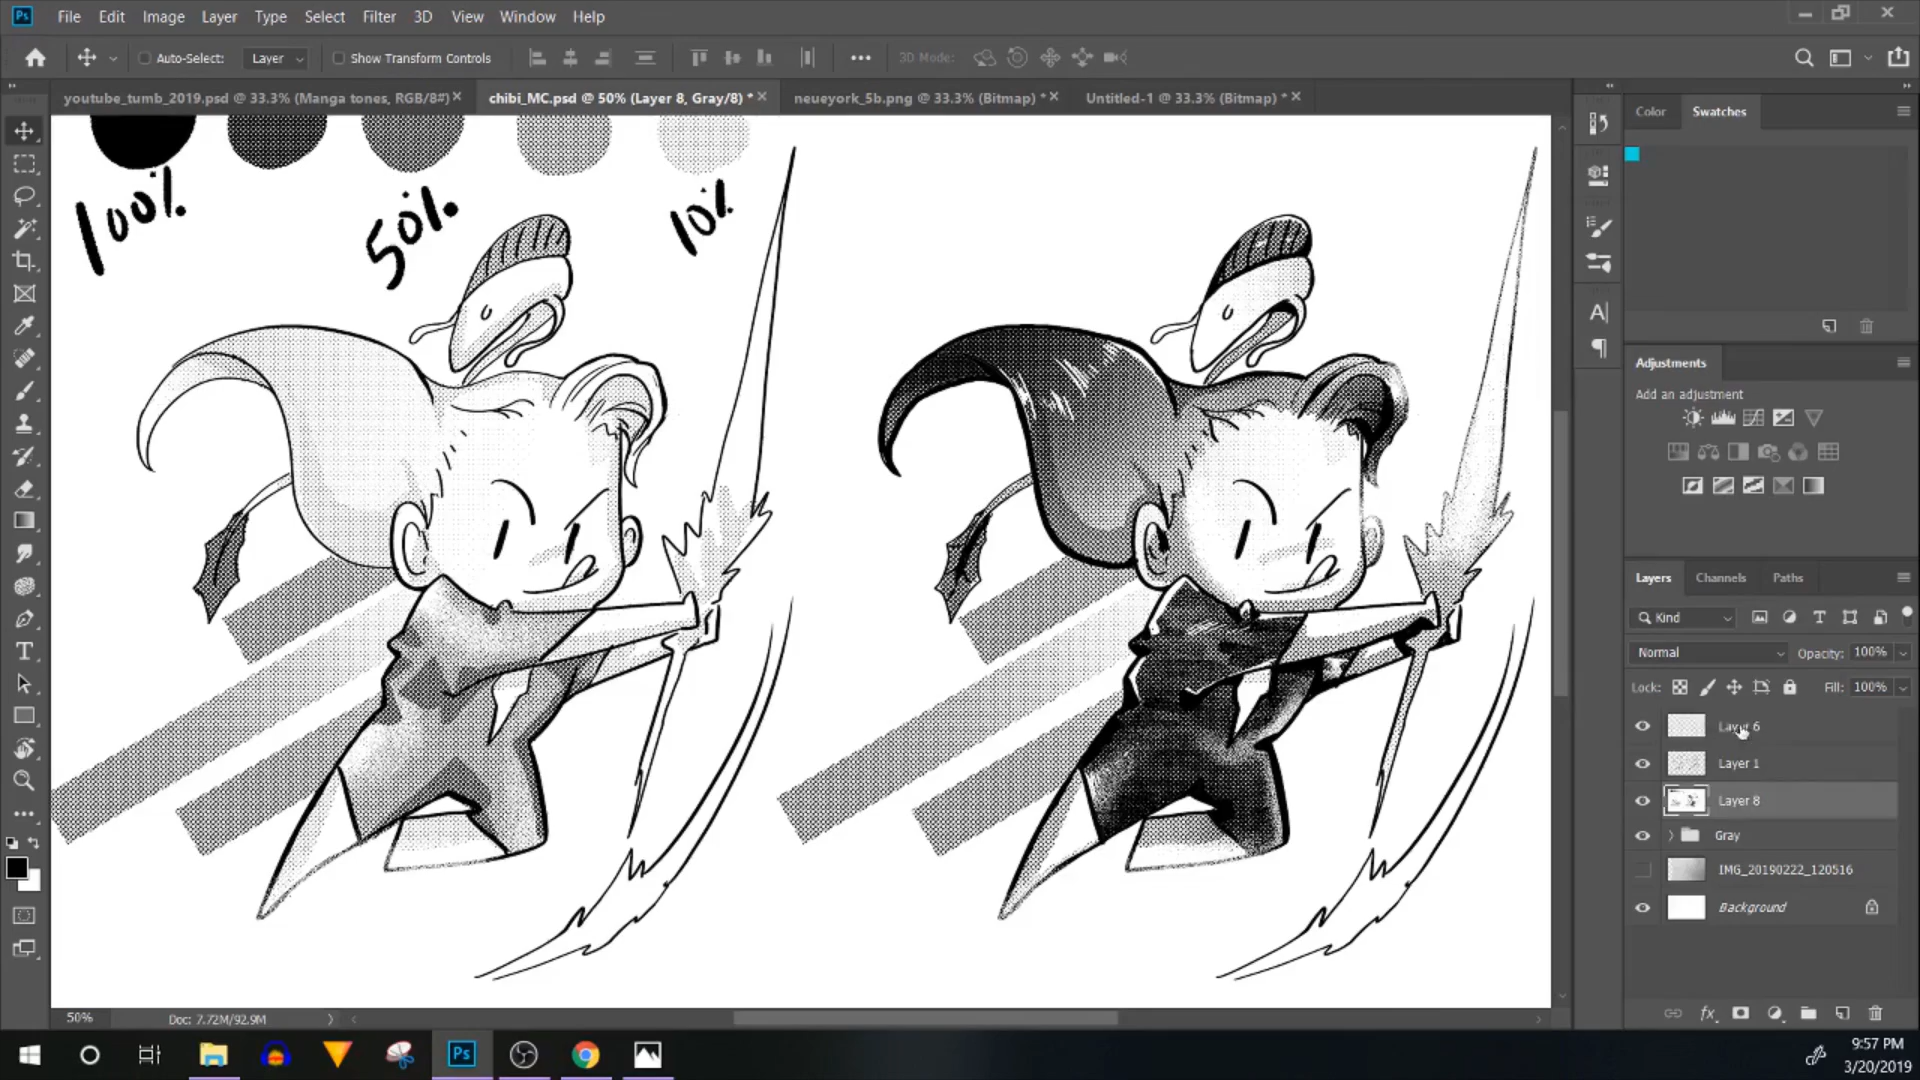 Ps File Edit Image Layer Type Select Filter 3D View Window Help
Auto-Select: Layer Show Transform Controls ••• 3D Mode:
youtube_tumb_2019.psd @ 33.3% (Manga tones, RGB/8#) chibi_MC.psd @ 50% (Layer 8, Gray/8) * neueyork_5b.png @ 33.3% (Bitmap) * Untitled-1 @ 33.3% (Bitmap) *
Color Swatches
100%
50%
10%
Adjustments
Add an adjustment
Layers Channels Paths
Kind
Normal Opacity: 100%
Lock: Fill: 100%
Layer 6
Layer 1
Layer 8
Gray
IMG_20190222_120516
Background
50% Doc: 7.72M/92.9M
fx
Ps
9:57 PM
3/20/2019